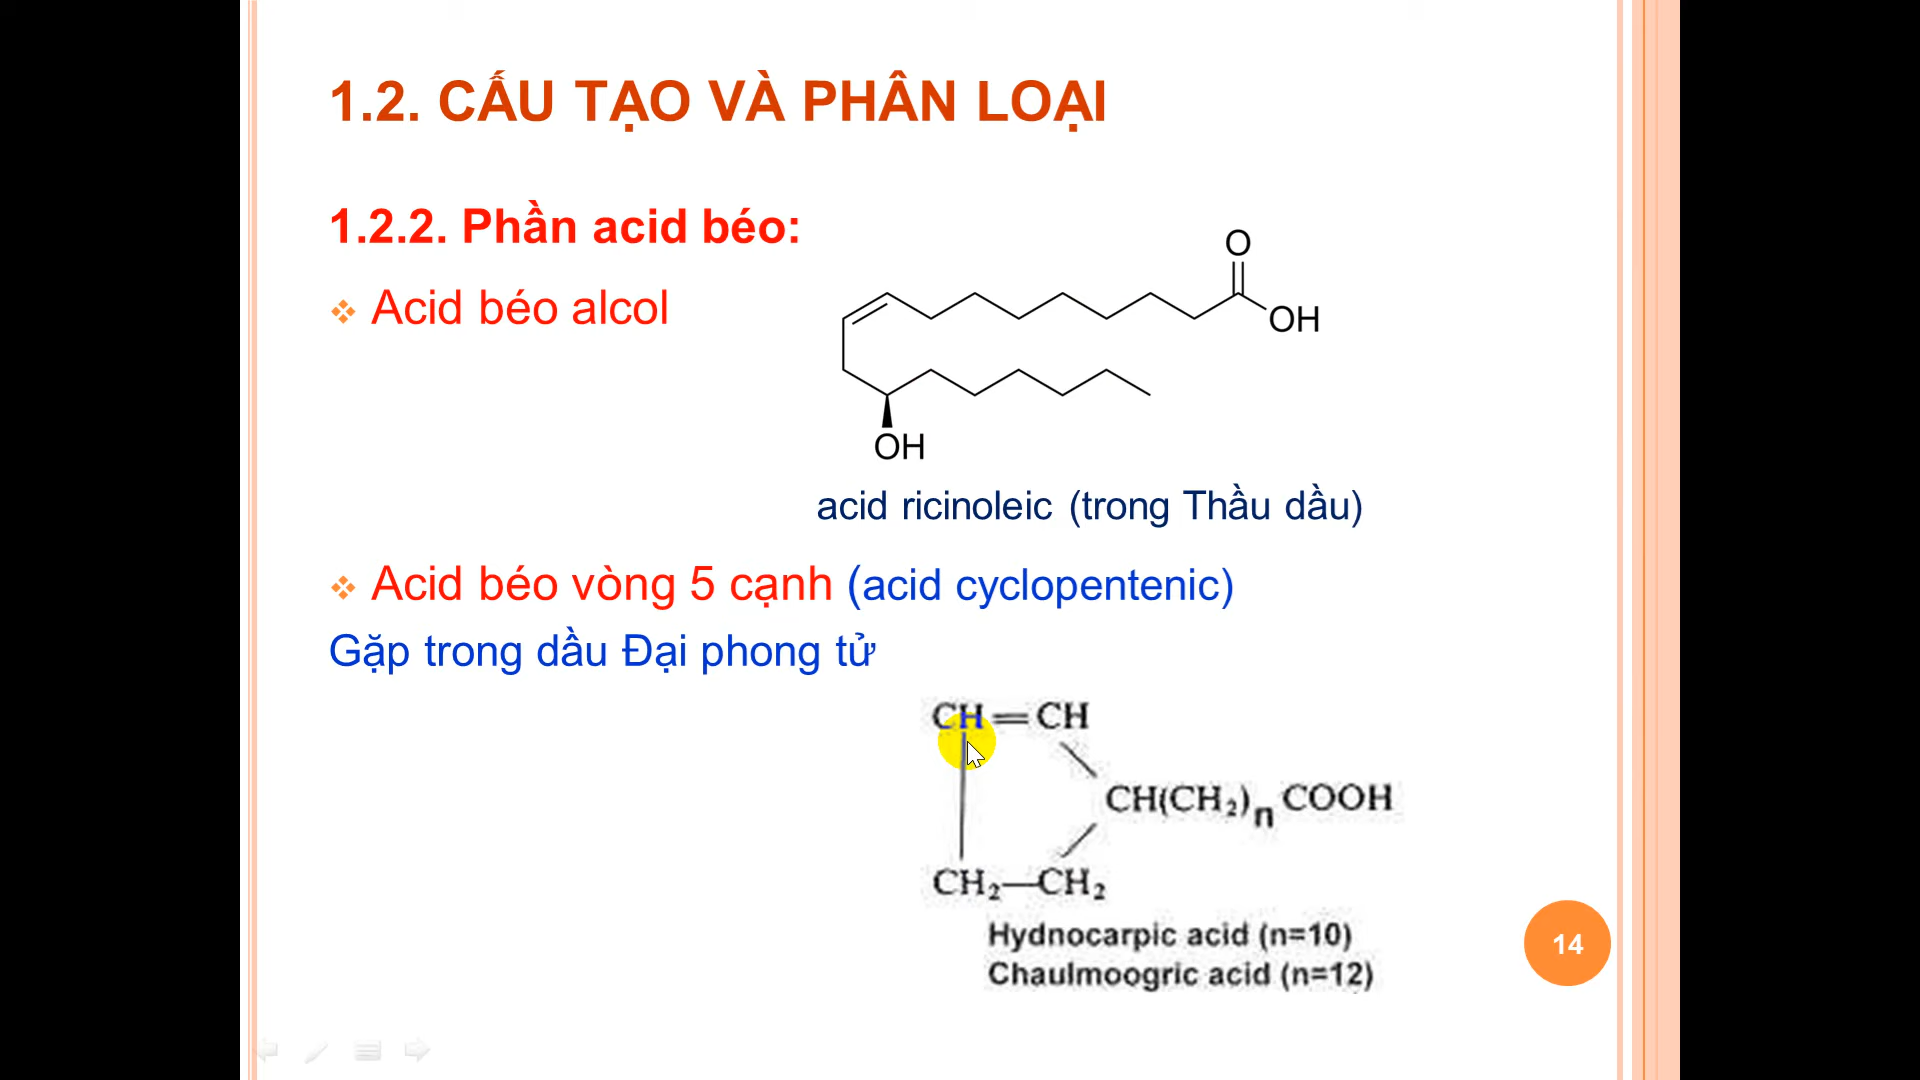 1.2. CẤU TẠO VÀ PHÂN LOẠI
1.2.2. Phần acid béo:
Acid béo alcol
O
OH
OH
acid ricinoleic (trong Thầu dầu)
Acid béo vòng 5 cạnh (acid cyclopentenic)
Gặp trong dầu Đại phong tử
CH=CH
CH(CH₂)ₙCOOH
CH₂—CH₂
Hydnocarpic acid (n=10)
Chaulmoogric acid (n=12)
14